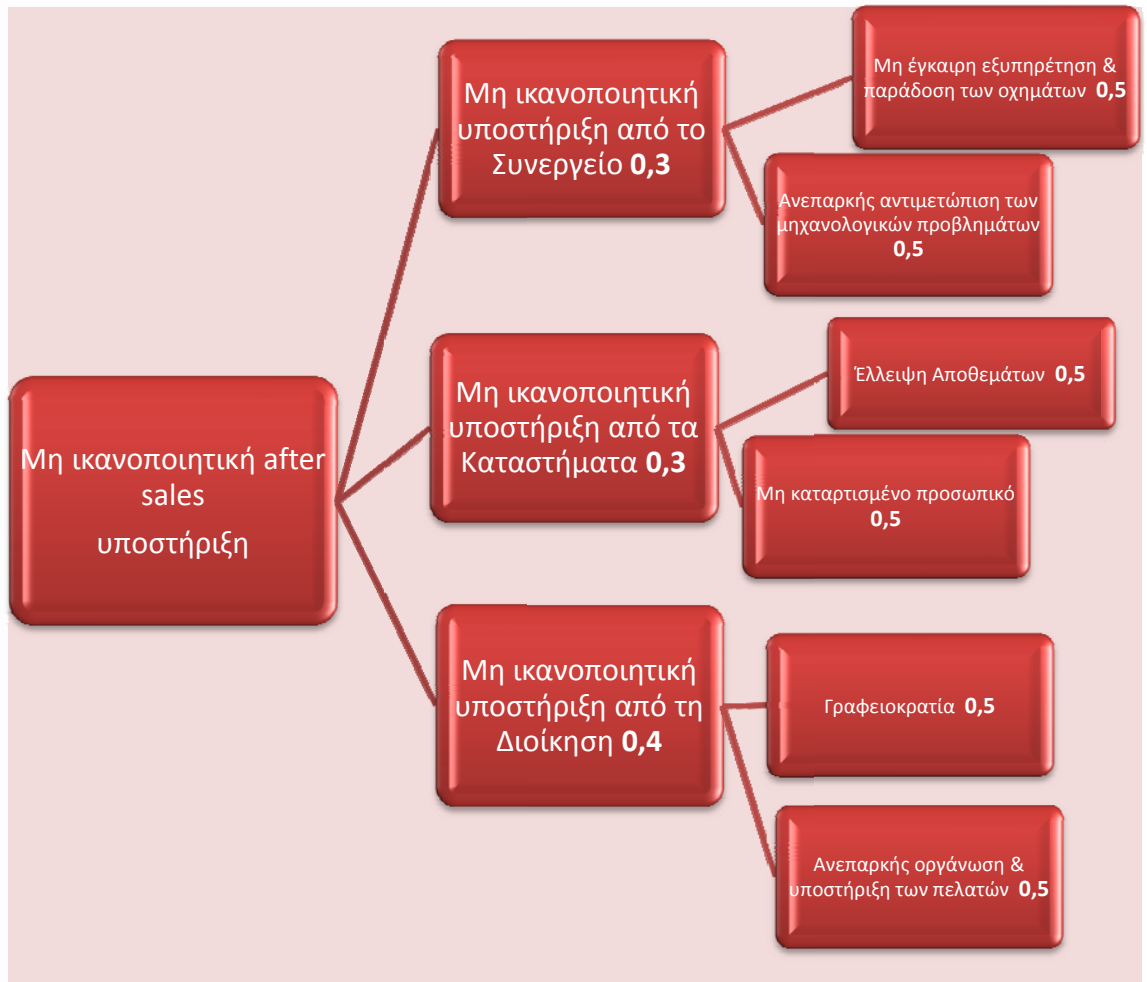 Μη ικανοποιητική after
sales
υποστήριξη
Μη ικανοποιητική
υποστήριξη από το
Συνεργείο 0,3
Μη έγκαιρη εξυπηρέτηση &
παράδοση των οχημάτων 0,5
Ανεπαρκής αντιμετώπιση των
μηχανολογικών προβλημάτων
0,5
Μη ικανοποιητική
υποστήριξη από τα
Καταστήματα 0,3
Έλλειψη Αποθεμάτων 0,5
Μη καταρτισμένο προσωπικό
0,5
Μη ικανοποιητική
υποστήριξη από τη
Διοίκηση 0,4
Γραφειοκρατία 0,5
Ανεπαρκής οργάνωση &
υποστήριξη των πελατών 0,5